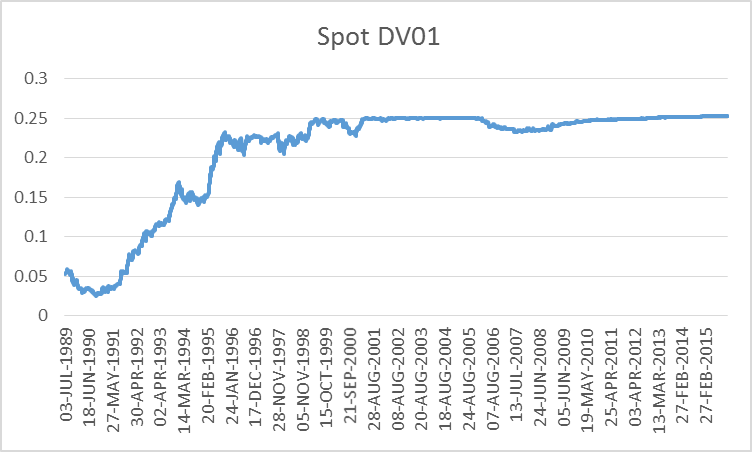 Spot DV01
0.3
0.25
0.2
0.15
0.1
0.05
0
03-JUL-1989
18-JUN-1990
27-MAY-1991
30-APR-1992
02-APR-1993
14-MAR-1994
20-FEB-1995
24-JAN-1996
17-DEC-1996
28-NOV-1997
05-NOV-1998
15-OCT-1999
21-SEP-2000
28-AUG-2001
08-AUG-2002
20-AUG-2003
05-AUG-2004
18-AUG-2005
07-AUG-2006
13-JUL-2007
24-JUN-2008
05-JUN-2009
19-MAY-2010
25-APR-2011
03-APR-2012
13-MAR-2013
27-FEB-2014
27-FEB-2015